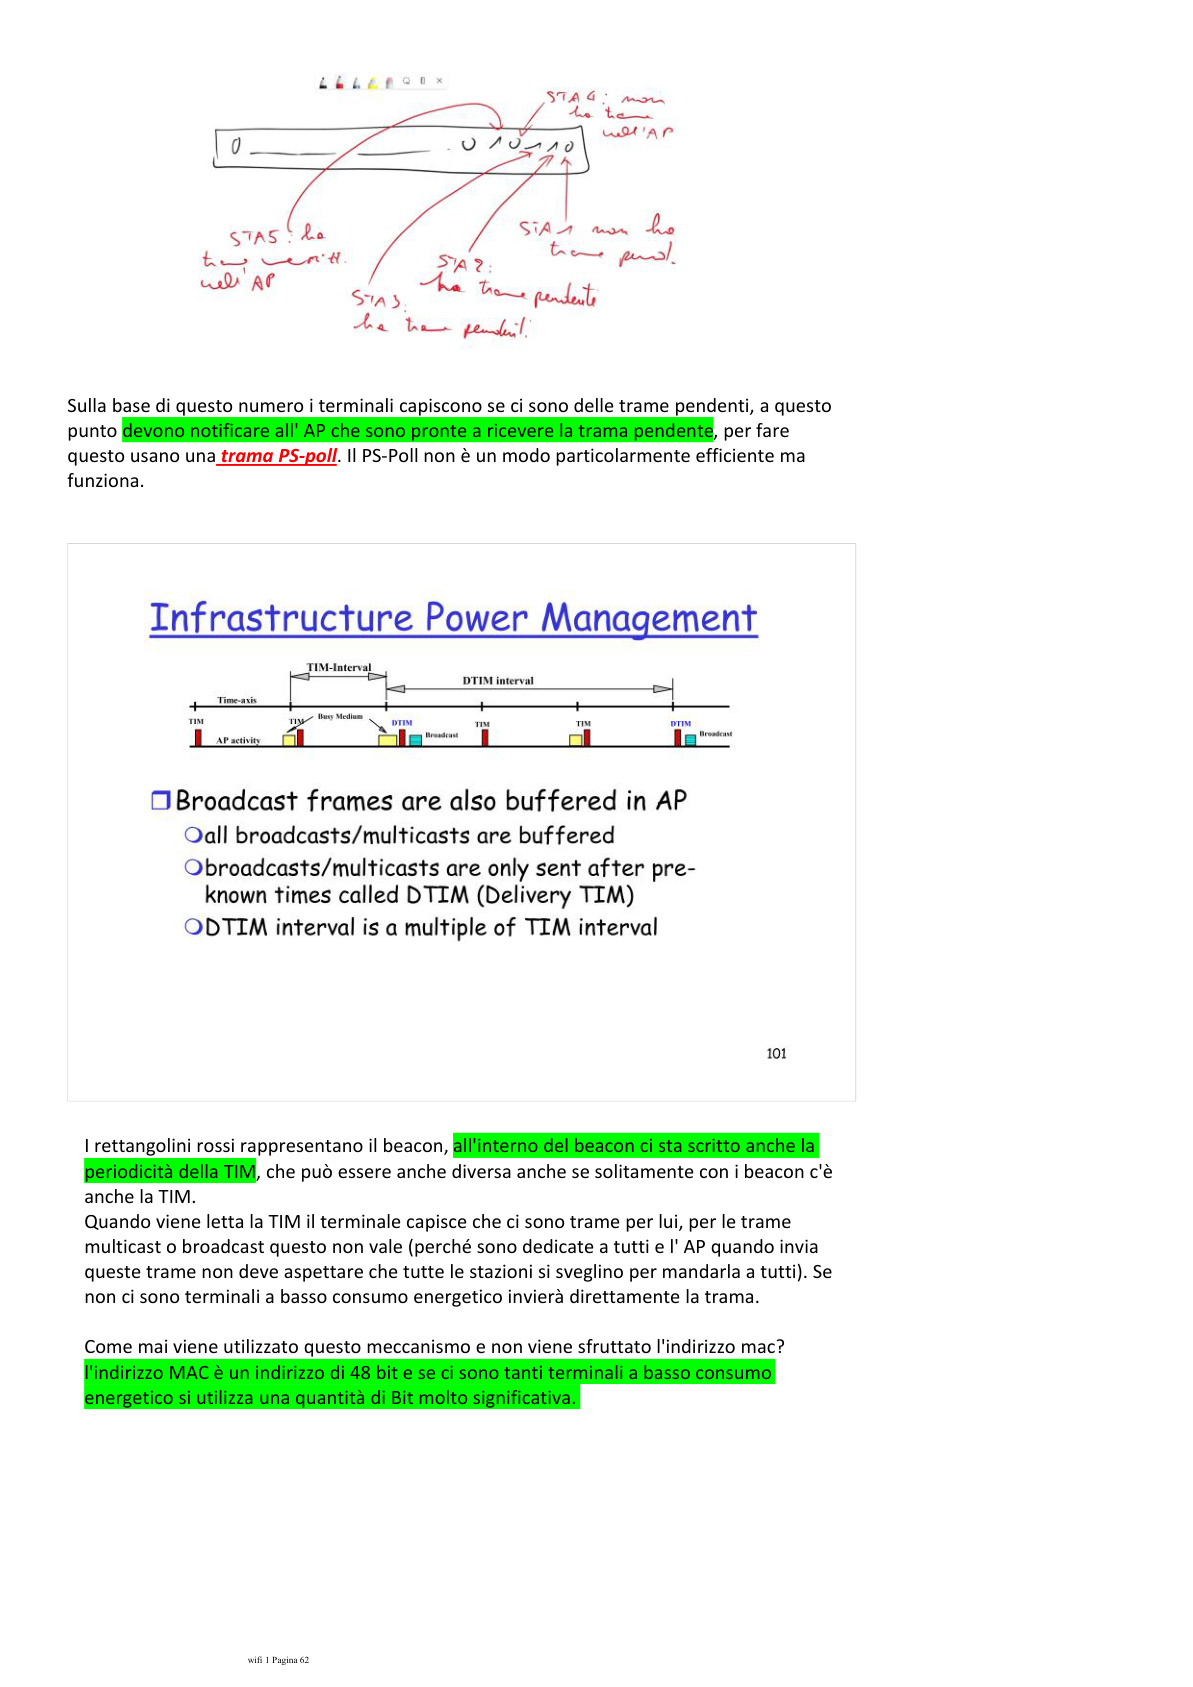 STA 4: non
ha trame
nell'AP
0 0 1 0 1 1 0
STA5: ha
nell'AP
STA 1 non ha
trame pend.
STA 2:
ha trame pendente
STA3:
ha trame pendenti
Sulla base di questo numero i terminali capiscono se ci sono delle trame pendenti, a questo
punto devono notificare all' AP che sono pronte a ricevere la trama pendente, per fare
questo usano una trama PS-poll. Il PS-Poll non è un modo particolarmente efficiente ma
funziona.
Infrastructure Power Management
TIM-Interval
DTIM interval
Time-axis
TIM TIM Busy Medium DTIM TIM TIM DTIM
AP activity Broadcast Broadcast
Broadcast frames are also buffered in AP
all broadcasts/multicasts are buffered
broadcasts/multicasts are only sent after pre-
known times called DTIM (Delivery TIM)
DTIM interval is a multiple of TIM interval
101
I rettangolini rossi rappresentano il beacon, all'interno del beacon ci sta scritto anche la
periodicità della TIM, che può essere anche diversa anche se solitamente con i beacon c'è
anche la TIM.
Quando viene letta la TIM il terminale capisce che ci sono trame per lui, per le trame
multicast o broadcast questo non vale (perché sono dedicate a tutti e l' AP quando invia
queste trame non deve aspettare che tutte le stazioni si sveglino per mandarla a tutti). Se
non ci sono terminali a basso consumo energetico invierà direttamente la trama.
Come mai viene utilizzato questo meccanismo e non viene sfruttato l'indirizzo mac?
l'indirizzo MAC è un indirizzo di 48 bit e se ci sono tanti terminali a basso consumo
energetico si utilizza una quantità di Bit molto significativa.
wifi 1 Pagina 62